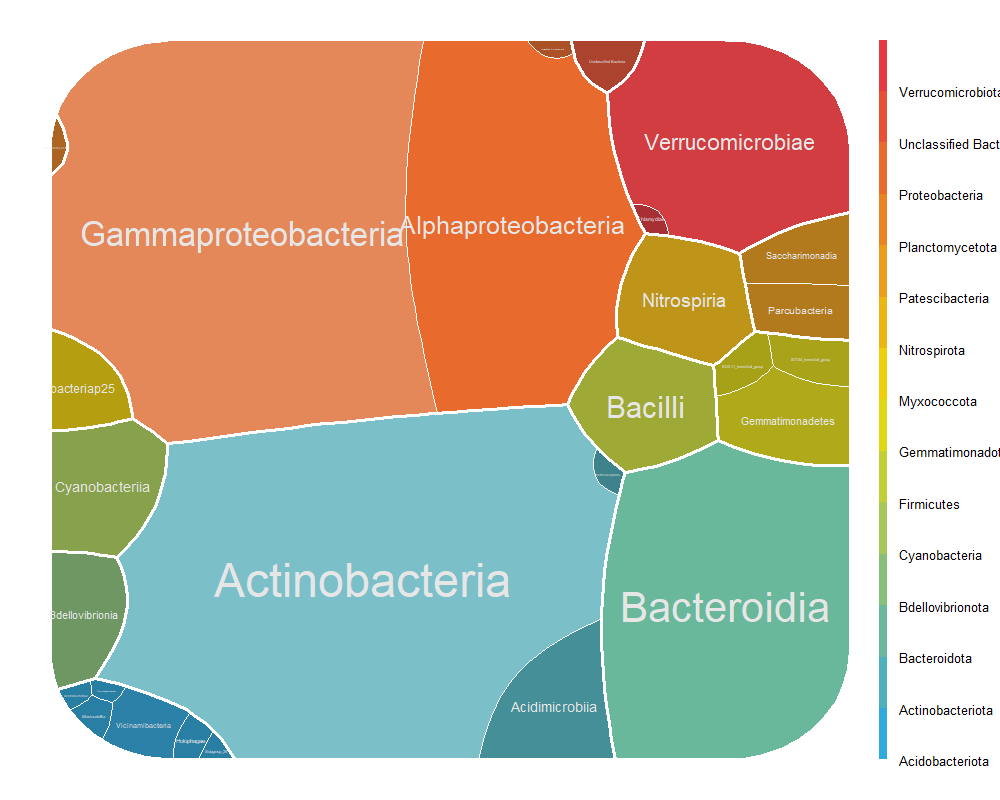 Unclassified Bacteria
Verrucomicrobiae
Gammaproteobacteria
Alphaproteobacteria
Saccharimonadia
Nitrospiria
Parcubacteria
bacteriap25
Bacilli
Gemmatimonadetes
Cyanobacteriia
Actinobacteria
Bacteroidia
Bdellovibrionia
Acidimicrobiia
Vicinamibacteria
Holophagae
Verrucomicrobiota
Unclassified Bact
Proteobacteria
Planctomycetota
Patescibacteria
Nitrospirota
Myxococcota
Gemmatimonadot
Firmicutes
Cyanobacteria
Bdellovibrionota
Bacteroidota
Actinobacteriota
Acidobacteriota